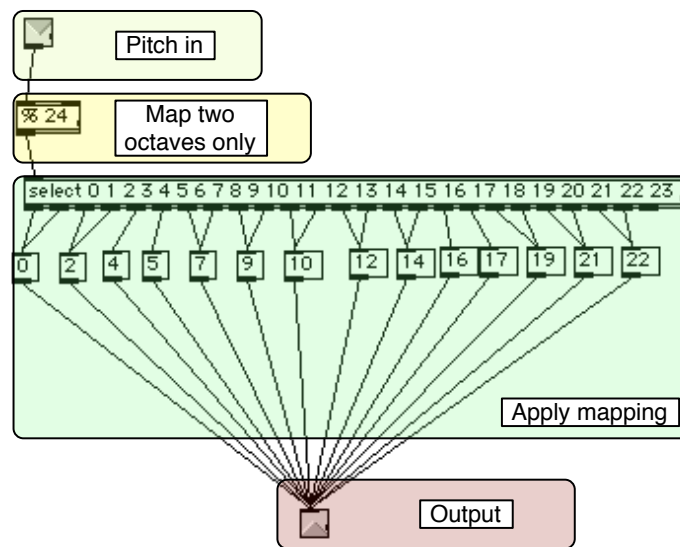 Pitch in
% 24
Map two
octaves only
select 0 1 2 3 4 5 6 7 8 9 10 11 12 13 14 15 16 17 18 19 20 21 22 23
0 2 4 5 7 9 10 12 14 16 17 19 21 22
Apply mapping
Output